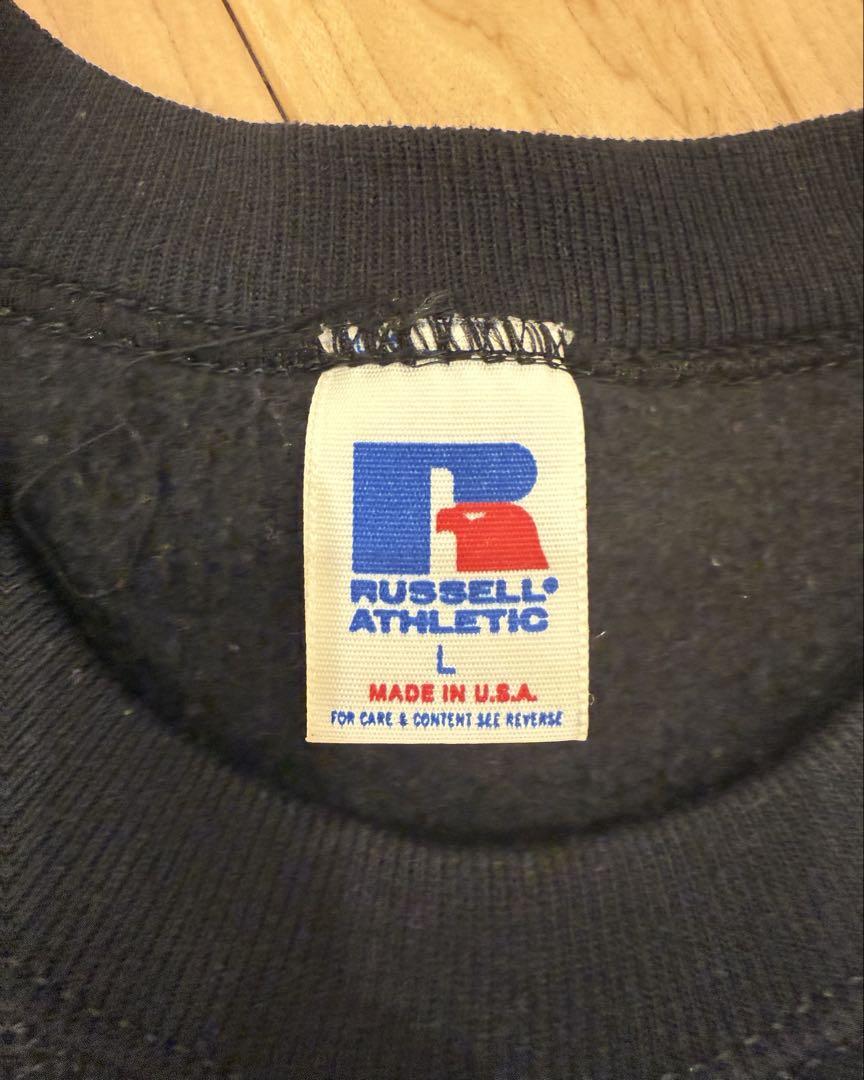 R
RUSSELL®
ATHLETIC
L
MADE IN U.S.A.
FOR CARE & CONTENT SEE REVERSE